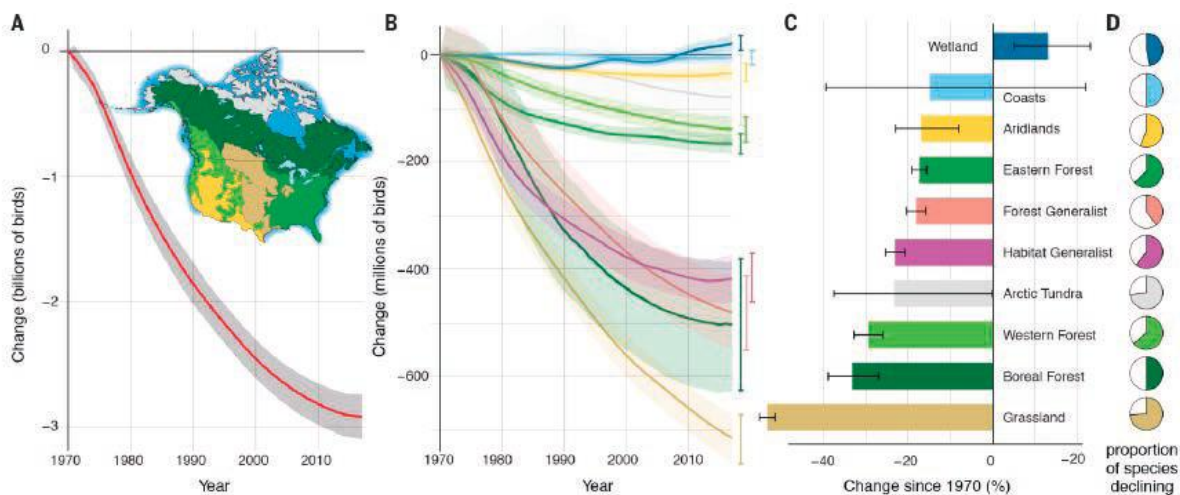 A
B
C
D
0
-1
-2
-3
1970
1980
1990
2000
2010
Year
Change (billions of birds)
0
-200
-400
-600
1970
1980
1990
2000
2010
Year
Change (millions of birds)
Wetland
Coasts
Aridlands
Eastern Forest
Forest Generalist
Habitat Generalist
Arctic Tundra
Western Forest
Boreal Forest
Grassland
-40
-20
0
-20
Change since 1970 (%)
proportion
of species
declining